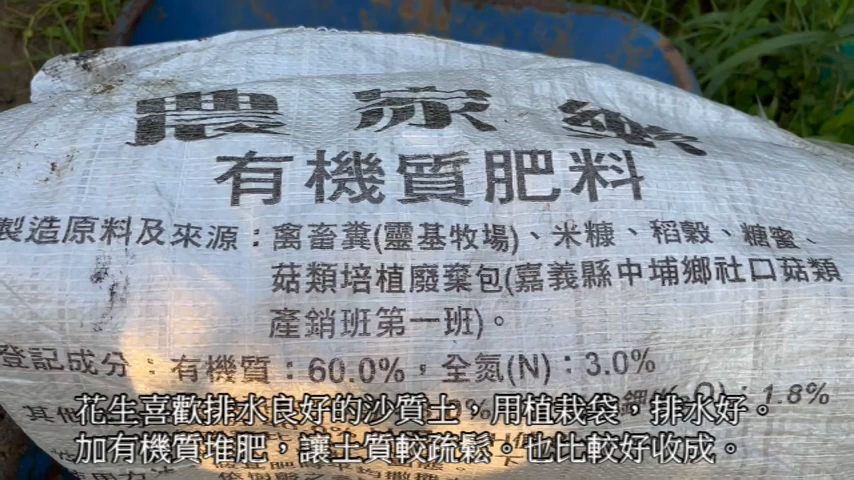 農家樂
有機質肥料
製造原料及來源：禽畜糞(靈基牧場)、米糠、稻穀、糖蜜、
菇類培植廢棄包(嘉義縣中埔鄉社口菇類
產銷班第一班)。
登記成分：有機質：60.0%，全氮(N)：3.0%
其他
鉀
O)：1.8%
花生喜歡排水良好的沙質土，用植栽袋，排水好。
加有機質堆肥，讓土質較疏鬆。也比較好收成。